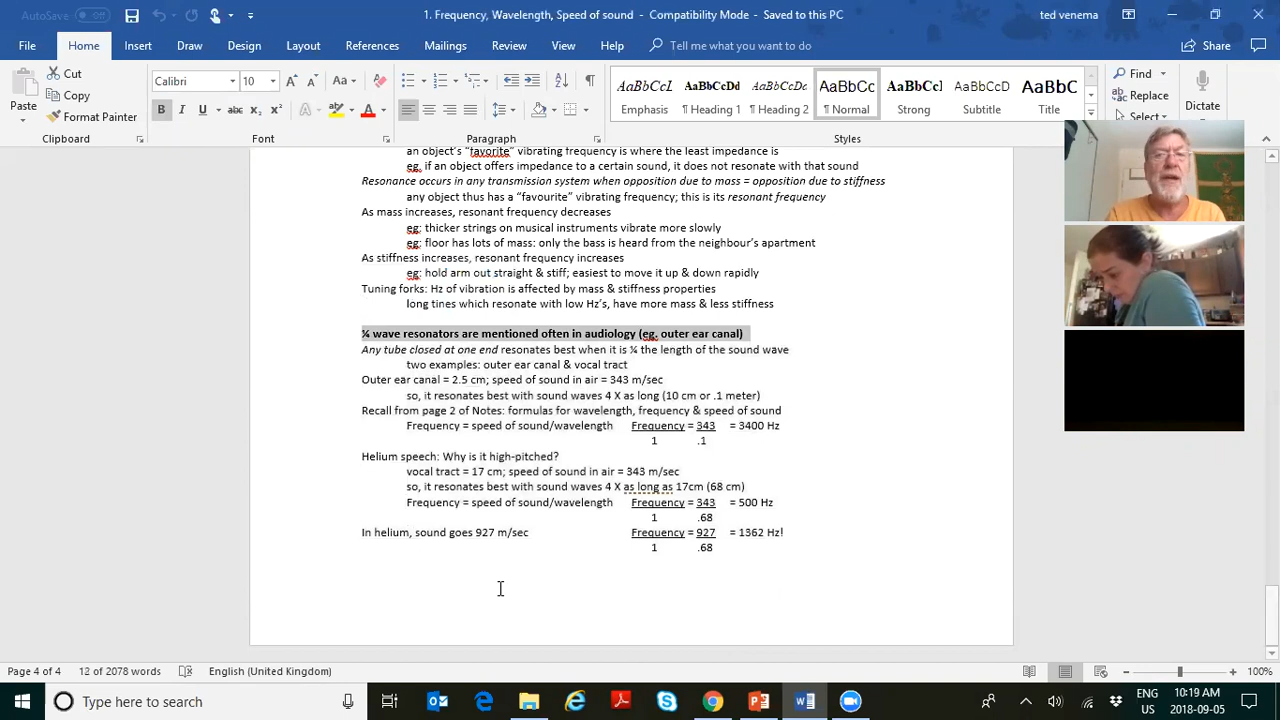 AutoSave Off
1. Frequency, Wavelength, Speed of sound - Compatibility Mode - Saved to this PC
ted venema
File Home Insert Draw Design Layout References Mailings Review View Help Tell me what you want to do Share
Paste
Cut
Copy
Format Painter
Calibri 10
AaBbCcL AaBbCcDd AaBbCcDd AaBbCc AaBbCcI AaBbCcDd AaBbCc
Emphasis ¶ Heading 1 ¶ Heading 2 ¶ Normal Strong Subtitle Title
Find
Replace
Select
Dictate
Clipboard Font Paragraph Styles
an object's "favorite" vibrating frequency is where the least impedance is
eg. if an object offers impedance to a certain sound, it does not resonate with that sound
Resonance occurs in any transmission system when opposition due to mass = opposition due to stiffness
any object thus has a "favourite" vibrating frequency; this is its resonant frequency
As mass increases, resonant frequency decreases
eg: thicker strings on musical instruments vibrate more slowly
eg: floor has lots of mass: only the bass is heard from the neighbour's apartment
As stiffness increases, resonant frequency increases
eg: hold arm out straight & stiff; easiest to move it up & down rapidly
Tuning forks: Hz of vibration is affected by mass & stiffness properties
long tines which resonate with low Hz's, have more mass & less stiffness
¼ wave resonators are mentioned often in audiology (eg. outer ear canal)
Any tube closed at one end resonates best when it is ¼ the length of the sound wave
two examples: outer ear canal & vocal tract
Outer ear canal = 2.5 cm; speed of sound in air = 343 m/sec
so, it resonates best with sound waves 4 X as long (10 cm or .1 meter)
Recall from page 2 of Notes: formulas for wavelength, frequency & speed of sound
Frequency = speed of sound/wavelength Frequency = 343 = 3400 Hz
1 .1
Helium speech: Why is it high-pitched?
vocal tract = 17 cm; speed of sound in air = 343 m/sec
so, it resonates best with sound waves 4 X as long as 17cm (68 cm)
Frequency = speed of sound/wavelength Frequency = 343 = 500 Hz
1 .68
In helium, sound goes 927 m/sec Frequency = 927 = 1362 Hz!
1 .68
Page 4 of 4 12 of 2078 words English (United Kingdom) 100%
Type here to search
ENG 10:19 AM
US 2018-09-05